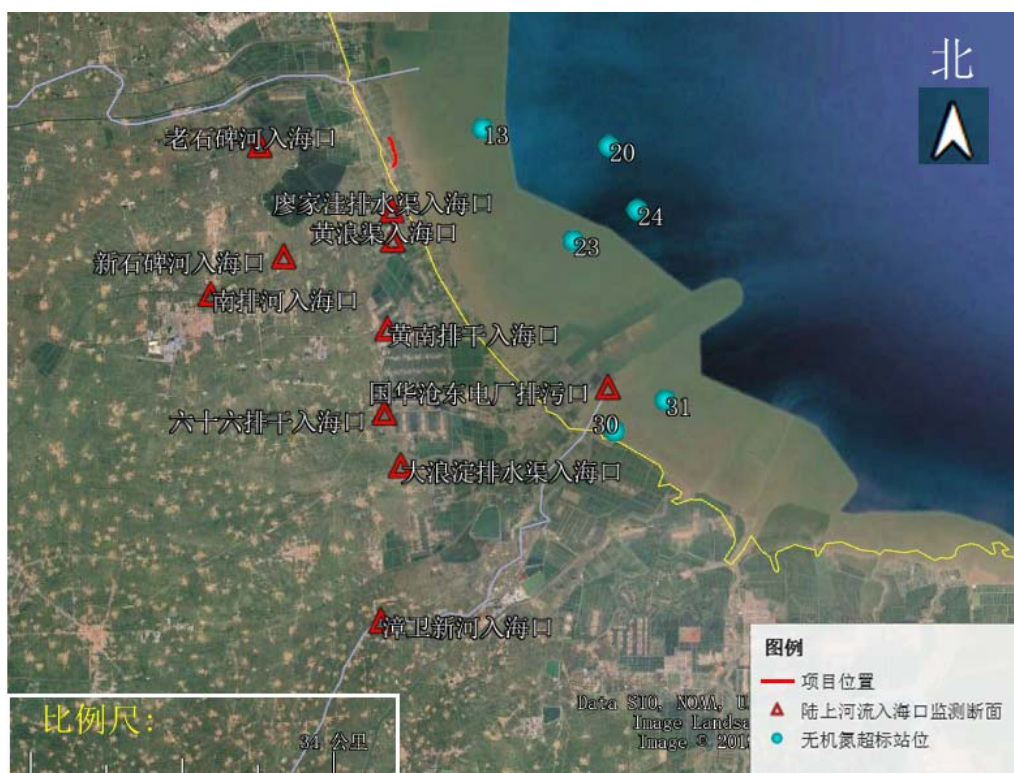 北
老石碑河入海口
13
20
廖家洼排水渠入海口
24
黄浪渠入海口
23
新石碑河入海口
南排河入海口
黄南排干入海口
国华沧东电厂排污口
31
六十六排干入海口
30
大浪淀排水渠入海口
漳卫新河入海口
图例
项目位置
陆上河流入海口监测断面
无机氮超标站位
比例尺:
34 公里
Data SIO, NOAA, U
Image Landsa
Image © 201